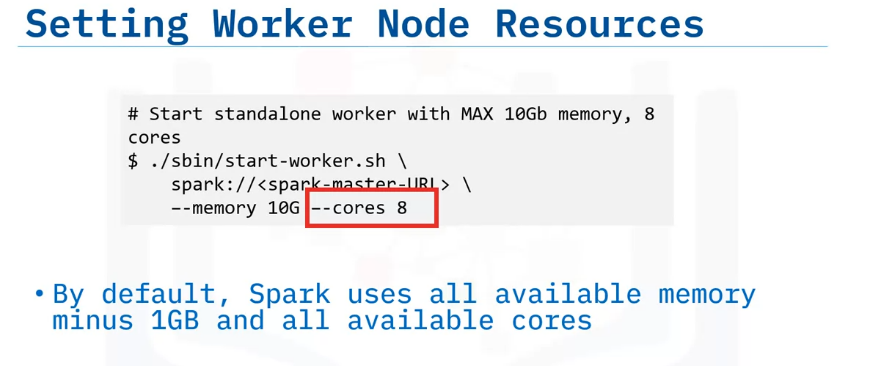 Setting Worker Node Resources
# Start standalone worker with MAX 10Gb memory, 8
cores
$ ./sbin/start-worker.sh \
spark://<spark-master-URL> \
--memory 10G --cores 8
• By default, Spark uses all available memory
minus 1GB and all available cores